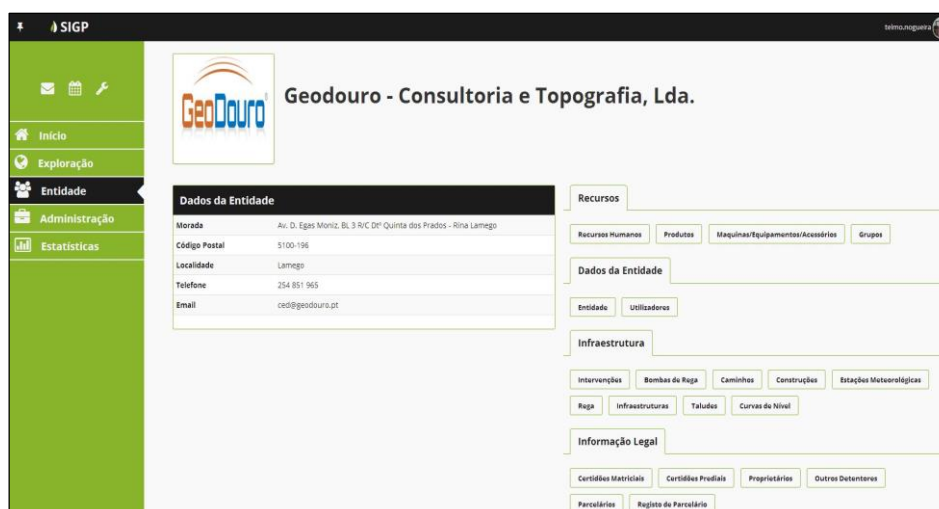 SIGP
telmo.nogueira
GeoDouro
Geodouro - Consultoria e Topografia, Lda.
Início
Exploração
Entidade
Administração
Estatísticas
Dados da Entidade
Morada Av. D. Egas Moniz, BL 3 R/C Dtº Quinta dos Prados - Rina Lamego
Código Postal 5100-196
Localidade Lamego
Telefone 254 851 965
Email ced@geodouro.pt
Recursos
Recursos Humanos Produtos Maquinas/Equipamentos/Acessórios Grupos
Dados da Entidade
Entidade Utilizadores
Infraestrutura
Intervenções Bombas de Rega Caminhos Construções Estações Meteorológicas
Rega Infraestruturas Taludes Curvas de Nível
Informação Legal
Certidões Matriciais Certidões Prediais Proprietários Outros Detentores
Parcelários Registo de Parcelário